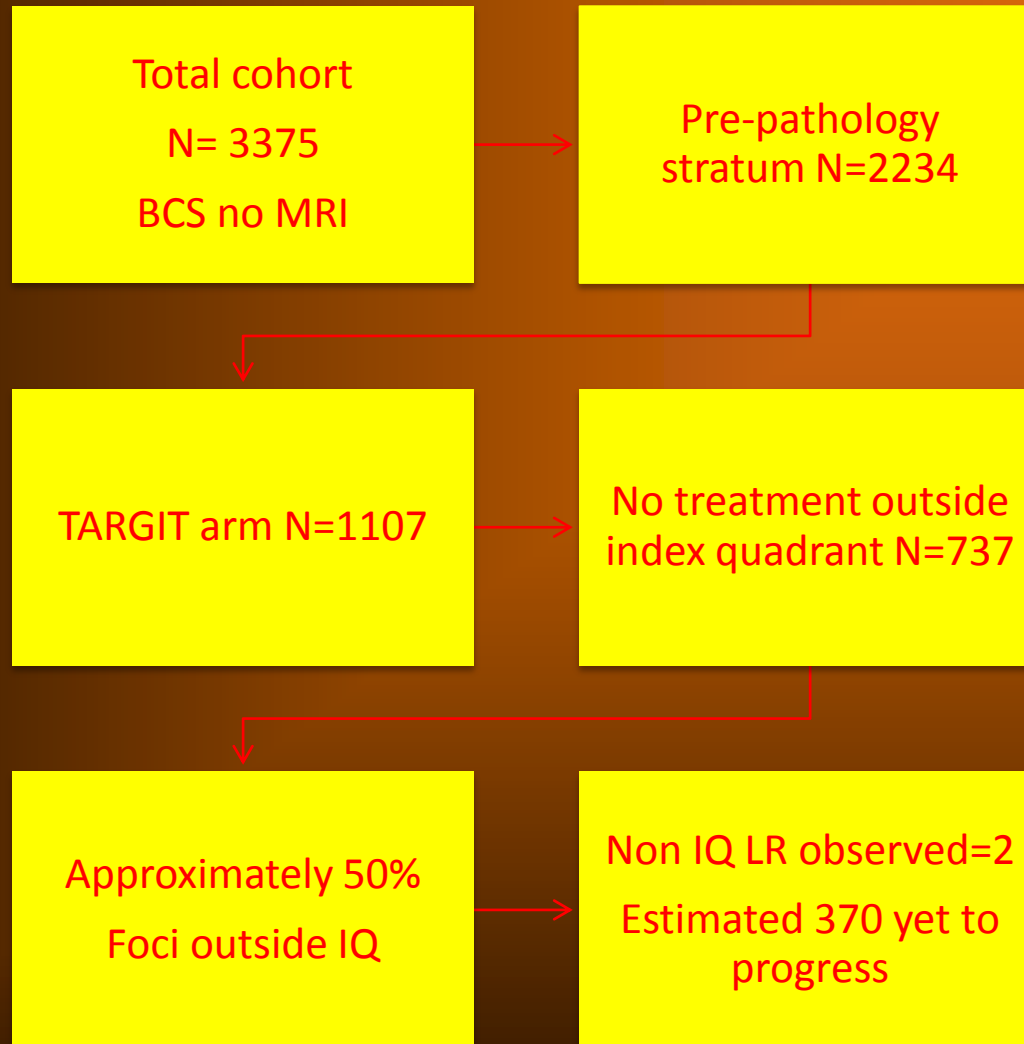 Total cohort
N= 3375
BCS no MRI
Pre-pathology
stratum N=2234
TARGIT arm N=1107
No treatment outside
index quadrant N=737
Approximately 50%
Foci outside IQ
Non IQ LR observed=2
Estimated 370 yet to
progress